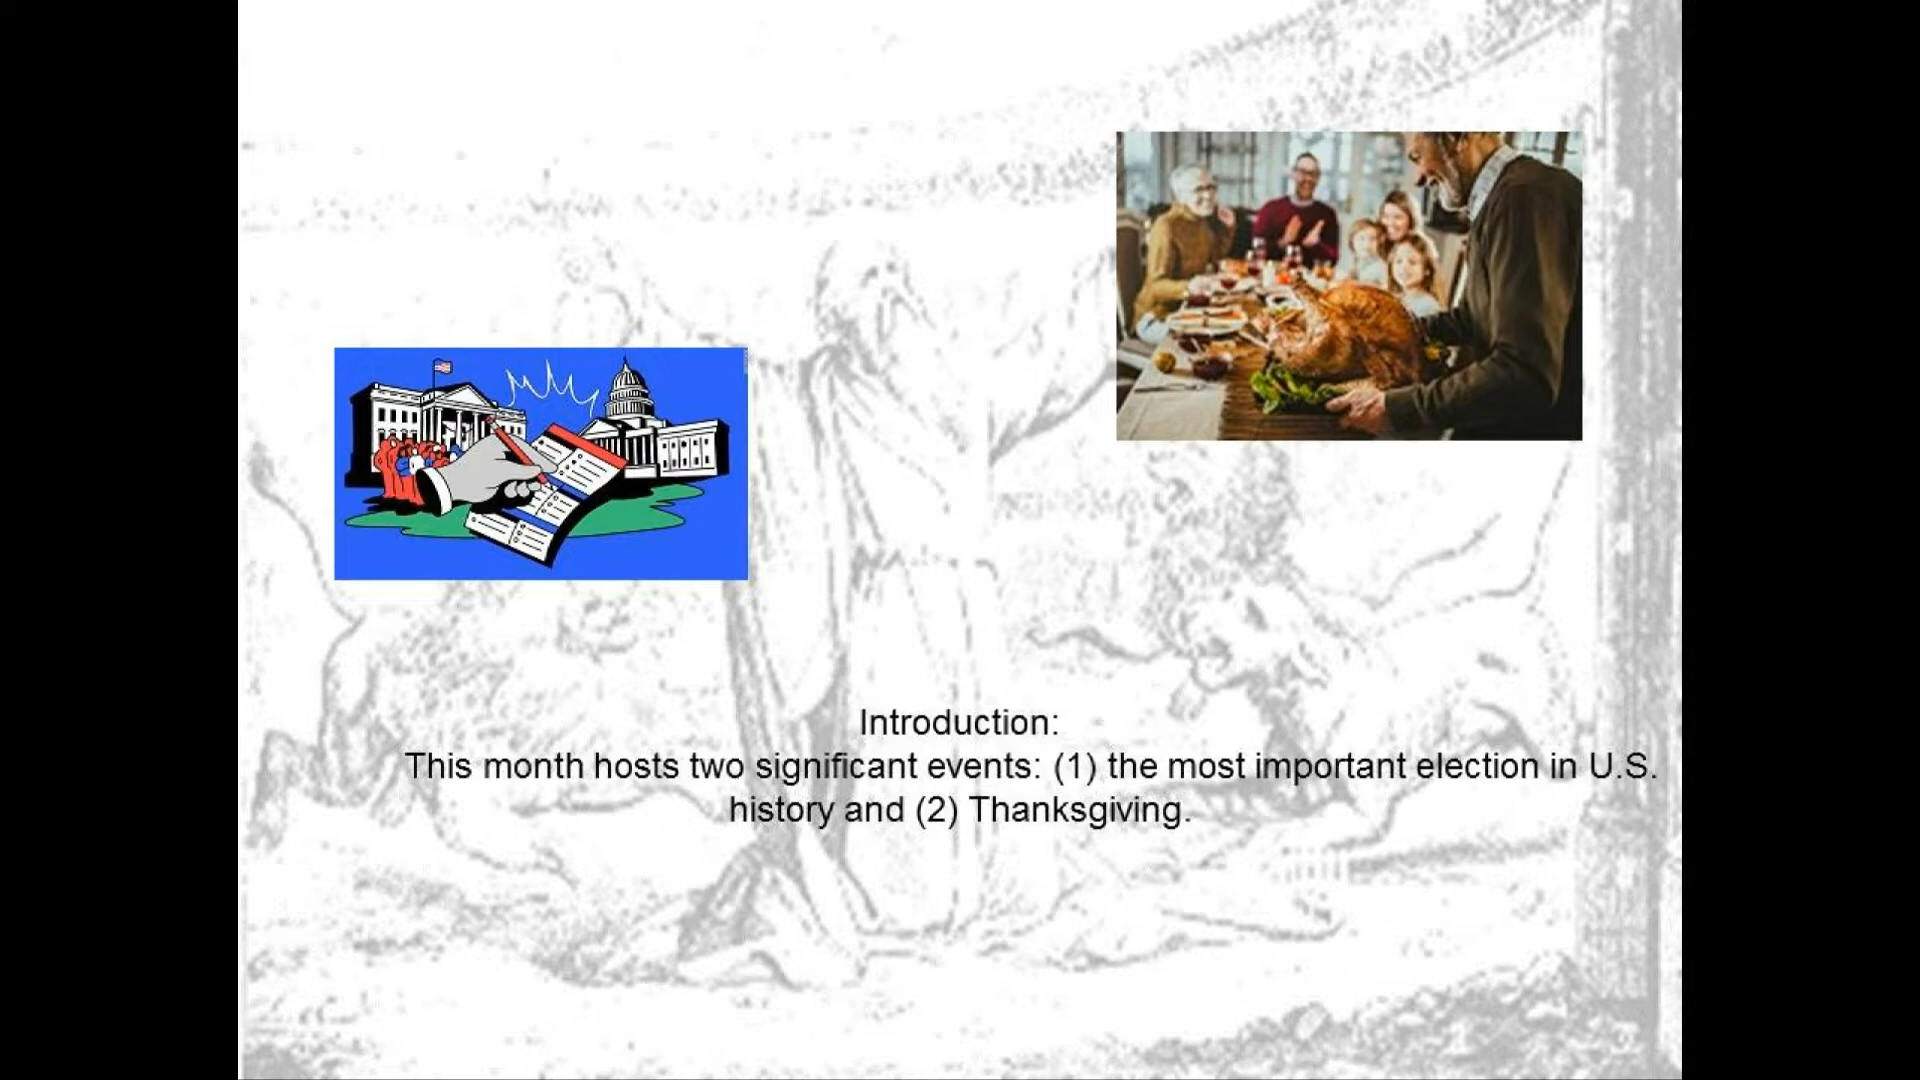 Introduction:
This month hosts two significant events: (1) the most important election in U.S.
history and (2) Thanksgiving.